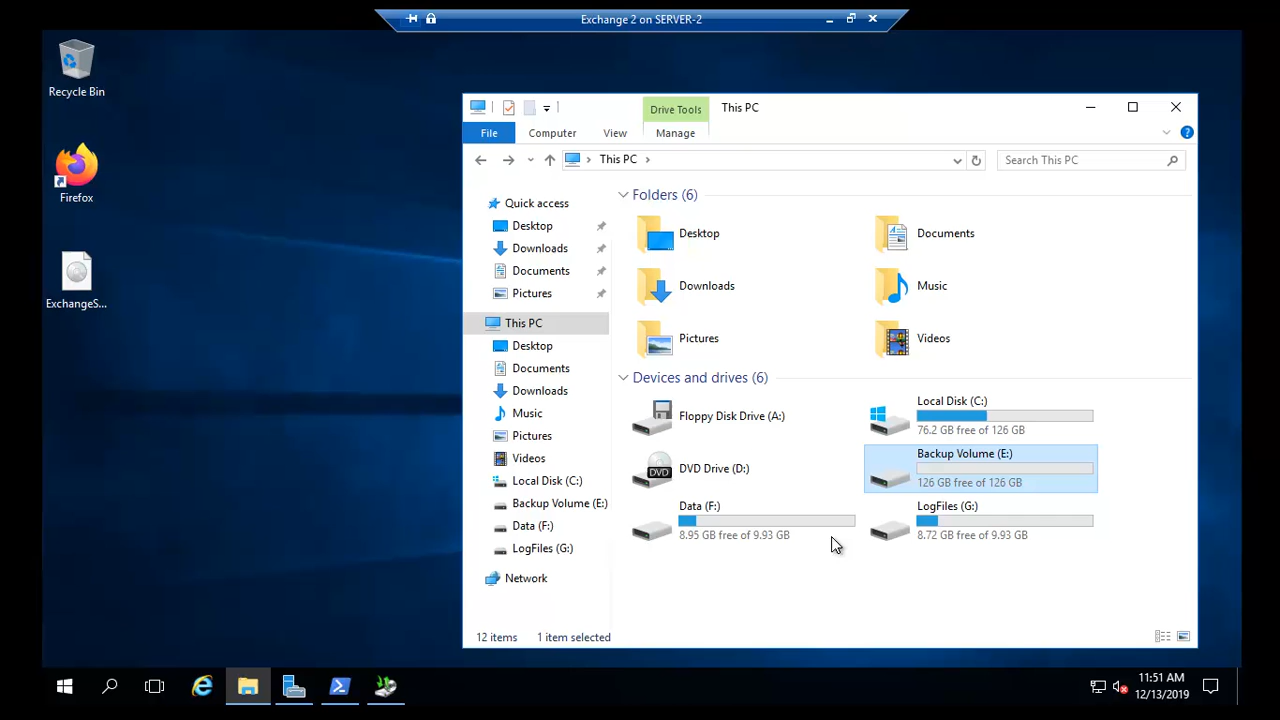 Exchange 2 on SERVER-2
Recycle Bin
Firefox
ExchangeS...
Drive Tools
This PC
File
Computer
View
Manage
This PC
Search This PC
Quick access
Desktop
Downloads
Documents
Pictures
This PC
Desktop
Documents
Downloads
Music
Pictures
Videos
Local Disk (C:)
Backup Volume (E:)
Data (F:)
LogFiles (G:)
Network
Folders (6)
Desktop
Documents
Downloads
Music
Pictures
Videos
Devices and drives (6)
Floppy Disk Drive (A:)
Local Disk (C:)
76.2 GB free of 126 GB
DVD
DVD Drive (D:)
Backup Volume (E:)
126 GB free of 126 GB
Data (F:)
8.95 GB free of 9.93 GB
LogFiles (G:)
8.72 GB free of 9.93 GB
12 items
1 item selected
11:51 AM
12/13/2019